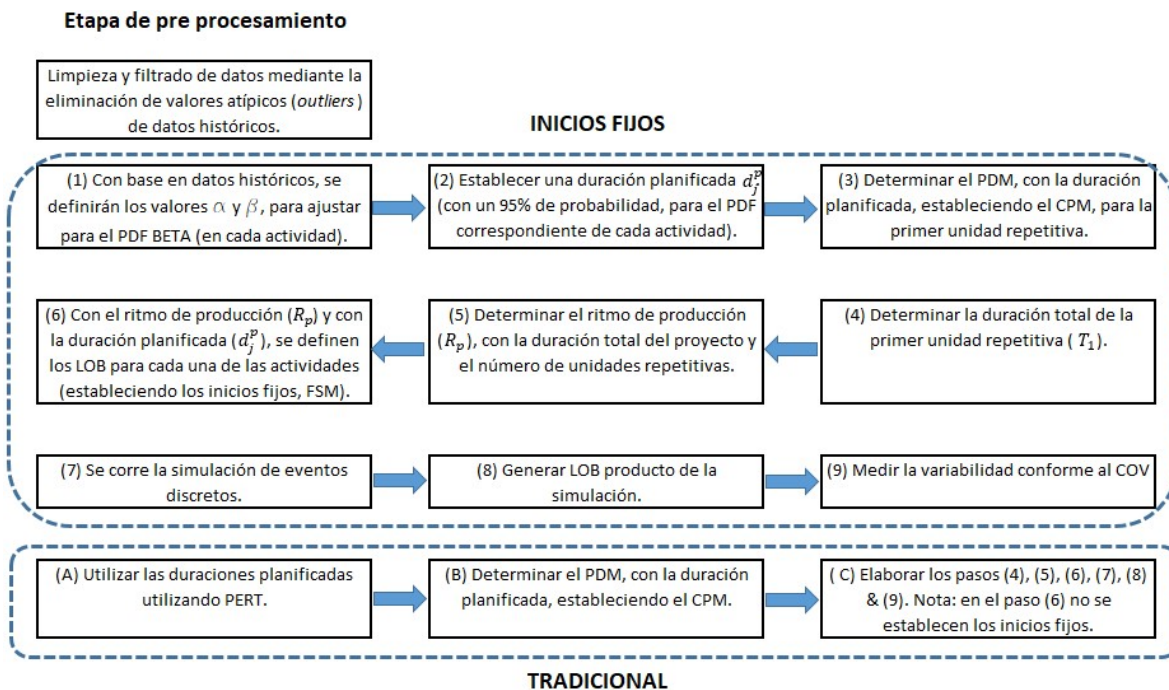 Etapa de pre procesamiento
Limpieza y filtrado de datos mediante la
eliminación de valores atípicos (outliers)
de datos históricos.
INICIOS FIJOS
(1) Con base en datos históricos, se
definirán los valores α y β, para ajustar
para el PDF BETA (en cada actividad).
(2) Establecer una duración planificada d_j^p
(con un 95% de probabilidad, para el PDF
correspondiente de cada actividad).
(3) Determinar el PDM, con la duración
planificada, estableciendo el CPM, para la
primer unidad repetitiva.
(6) Con el ritmo de producción (R_p) y con
la duración planificada (d_j^p), se definen
los LOB para cada una de las actividades
(estableciendo los inicios fijos, FSM).
(5) Determinar el ritmo de producción
(R_p), con la duración total del proyecto y
el número de unidades repetitivas.
(4) Determinar la duración total de la
primer unidad repetitiva ( T_1).
(7) Se corre la simulación de eventos
discretos.
(8) Generar LOB producto de la
simulación.
(9) Medir la variabilidad conforme al COV
(A) Utilizar las duraciones planificadas
utilizando PERT.
(B) Determinar el PDM, con la duración
planificada, estableciendo el CPM.
( C) Elaborar los pasos (4), (5), (6), (7), (8)
& (9). Nota: en el paso (6) no se
establecen los inicios fijos.
TRADICIONAL